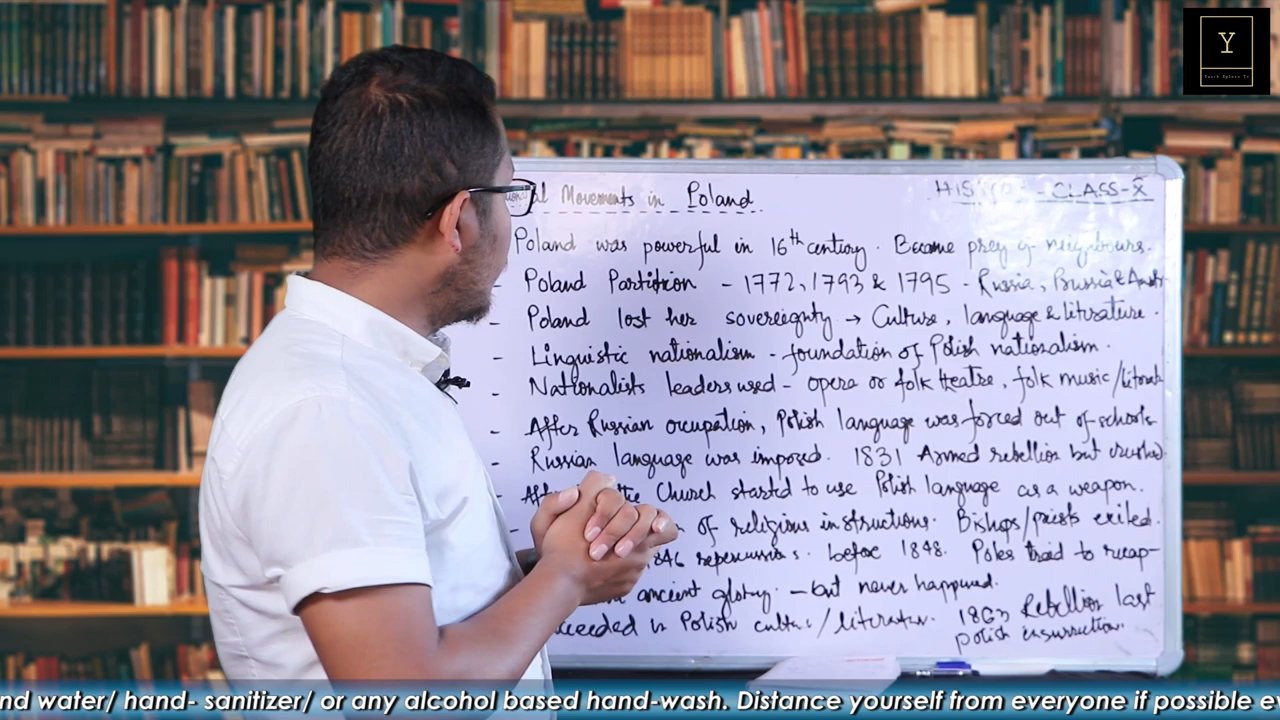 Y
HIS - CLASS-X
al Movements in Poland
Poland was powerful in 16th century. Became prey of neighbours.
- Poland Partition - 1772, 1793 & 1795 - Russia, Prussia &
- Poland lost her sovereignty → Culture, language & literature.
- Linguistic nationalism - foundation of Polish nationalism.
- Nationalists leaders used - opera or folk theatre, folk music/
- After Russian occupation, Polish language was forced out of schools
- Russian language was imposed. 1831 Armed rebellion but crushed.
- the Church started to use Polish language as a weapon.
- of religious instructions. Bishops/priests exiled.
846 repercussions. before 1848. Poles tried to recap-
ancient glory. - but never happened.
ceeded in Polish culture/literature. 1863 Rebellion last
polish insurrection.
nd water/ hand- sanitizer/ or any alcohol based hand-wash. Distance yourself from everyone if possible ev